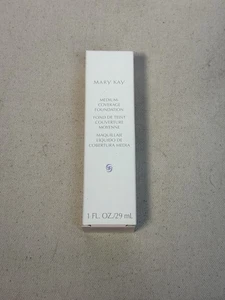 MARY KAY
MEDIUM
COVERAGE
FOUNDATION
FOND DE TEINT
COUVRANCE
MOYENNE
MAQUILLAJE
LÍQUIDO DE
COBERTURA MEDIA
1 FL. OZ./29 mL